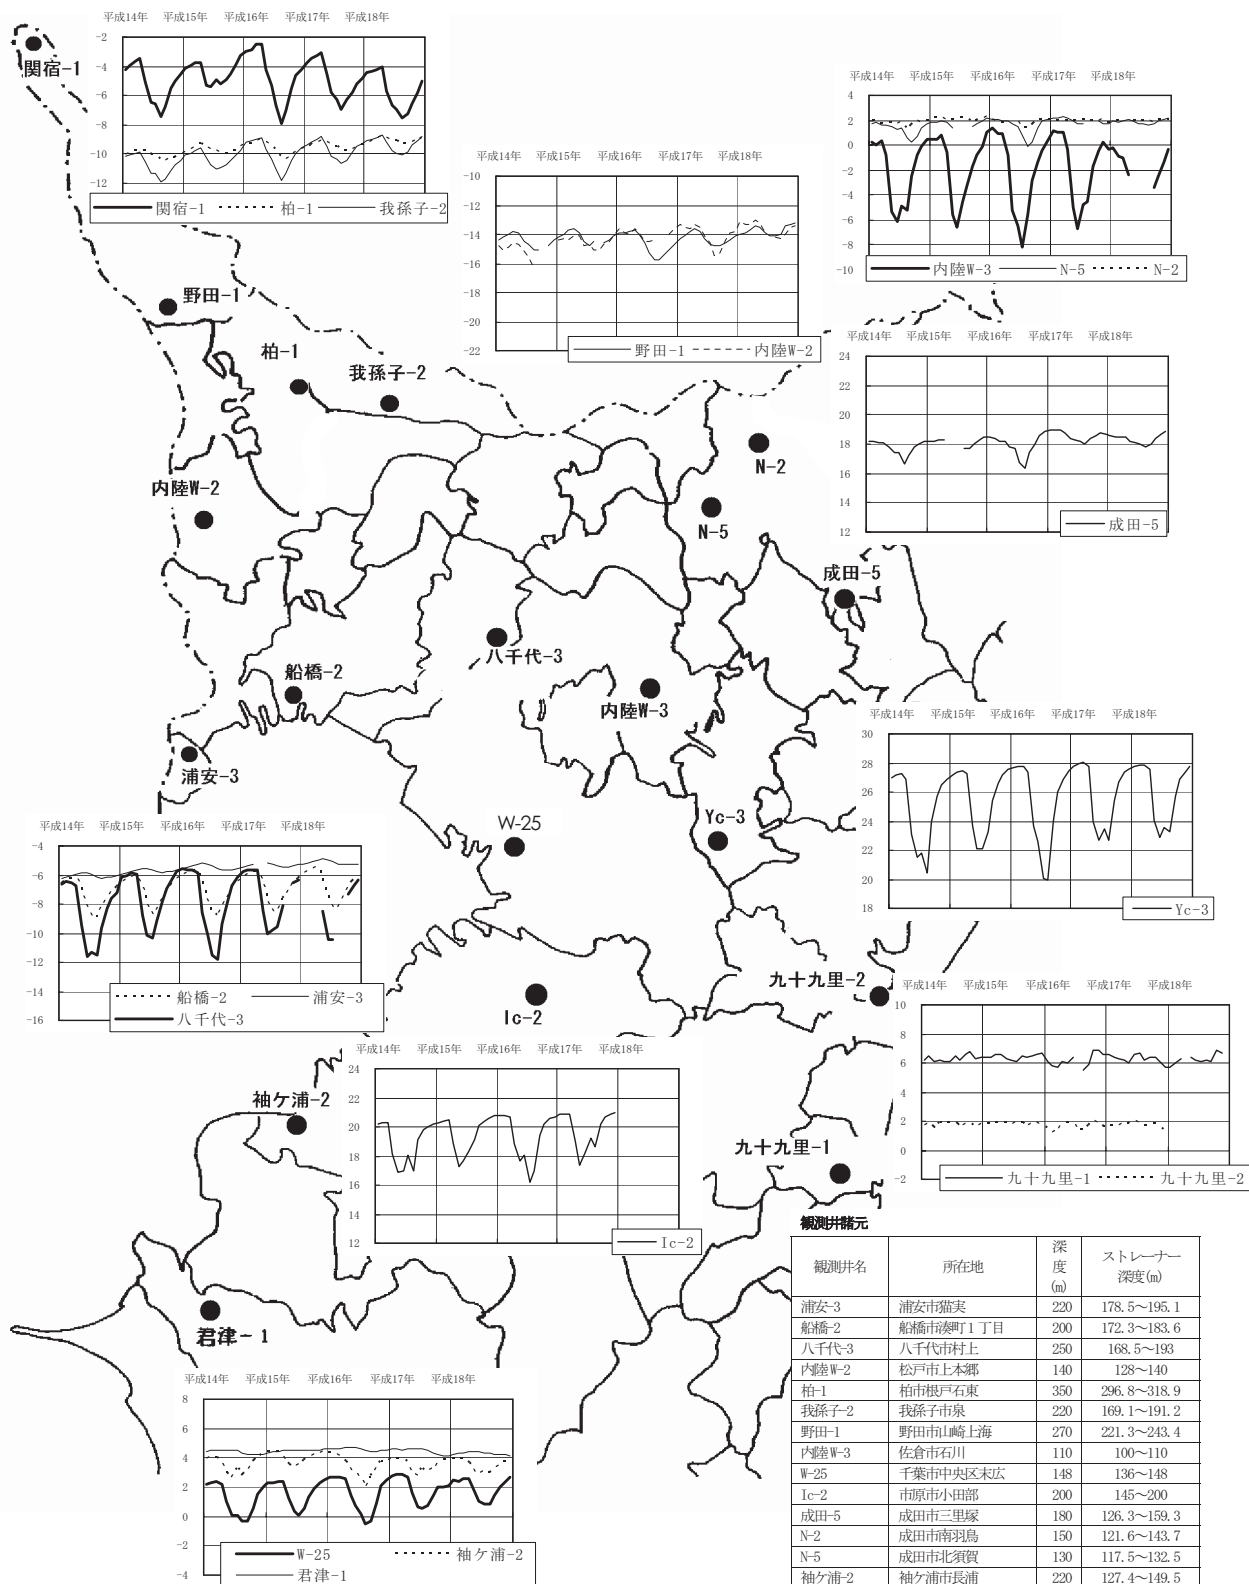 平成14年 平成15年 平成16年 平成17年 平成18年
-2
-4
-6
-8
-10
-12
関宿-1 柏-1 我孫子-2
関宿-1
平成14年 平成15年 平成16年 平成17年 平成18年
4
2
0
-2
-4
-6
-8
-10
内陸W-3 N-5 N-2
平成14年 平成15年 平成16年 平成17年 平成18年
-10
-12
-14
-16
-18
-20
-22
野田-1 内陸W-2
野田-1
柏-1
我孫子-2
平成14年 平成15年 平成16年 平成17年 平成18年
24
22
20
18
16
14
12
成田-5
N-2
内陸W-2
N-5
成田-5
八千代-3
船橋-2
内陸W-3
浦安-3
平成14年 平成15年 平成16年 平成17年 平成18年
30
28
26
24
22
20
18
Yc-3
W-25
Yc-3
平成14年 平成15年 平成16年 平成17年 平成18年
-4
-6
-8
-10
-12
-14
-16
船橋-2 浦安-3
八千代-3
九十九里-2
Ic-2
平成14年 平成15年 平成16年 平成17年 平成18年
10
8
6
4
2
0
-2
九十九里-1 九十九里-2
平成14年 平成15年 平成16年 平成17年 平成18年
24
22
20
18
16
14
12
Ic-2
袖ケ浦-2
九十九里-1
君津-1
平成14年 平成15年 平成16年 平成17年 平成18年
8
6
4
2
0
-2
-4
W-25 袖ケ浦-2
君津-1
観測井諸元
観測井名 所在地 深度(m) ストレーナー深度(m)
浦安-3 浦安市猫実 220 178.5～195.1
船橋-2 船橋市湊町1丁目 200 172.3～183.6
八千代-3 八千代市村上 250 168.5～193
内陸W-2 松戸市上本郷 140 128～140
柏-1 柏市根戸石東 350 296.8～318.9
我孫子-2 我孫子市泉 220 169.1～191.2
野田-1 野田市山崎上海 270 221.3～243.4
内陸W-3 佐倉市石川 110 100～110
W-25 千葉市中央区末広 148 136～148
Ic-2 市原市小田部 200 145～200
成田-5 成田市三里塚 180 126.3～159.3
N-2 成田市南羽鳥 150 121.6～143.7
N-5 成田市北須賀 130 117.5～132.5
袖ケ浦-2 袖ケ浦市長浦 220 127.4～149.5